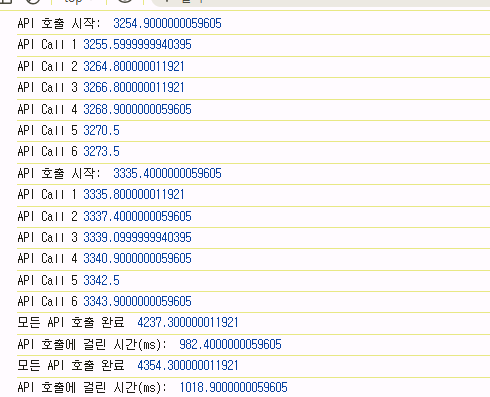 API 호출 시작:  3254.9000000059605
API Call 1 3255.5999999940395
API Call 2 3264.800000011921
API Call 3 3266.800000011921
API Call 4 3268.9000000059605
API Call 5 3270.5
API Call 6 3273.5
API 호출 시작:  3335.4000000059605
API Call 1 3335.800000011921
API Call 2 3337.4000000059605
API Call 3 3339.0999999940395
API Call 4 3340.9000000059605
API Call 5 3342.5
API Call 6 3343.9000000059605
모든 API 호출 완료  4237.300000011921
API 호출에 걸린 시간(ms):  982.4000000059605
모든 API 호출 완료  4354.300000011921
API 호출에 걸린 시간(ms):  1018.9000000059605